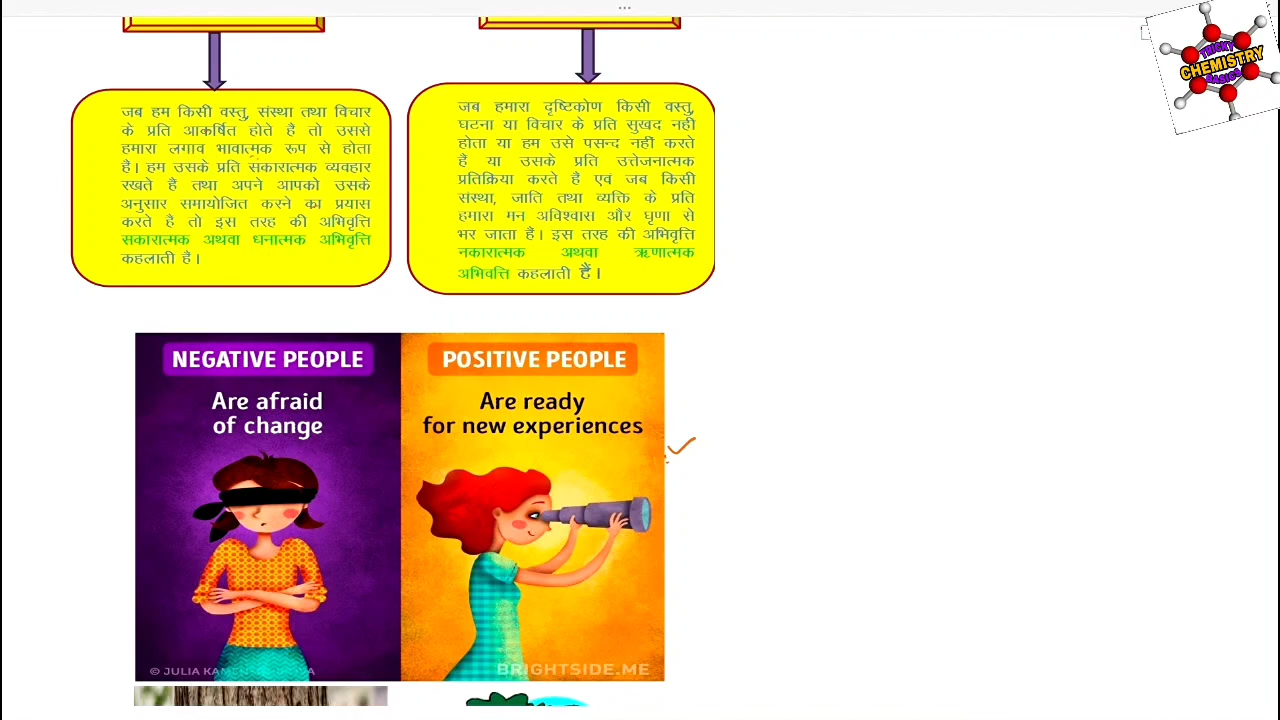 जब हम किसी वस्तु, संस्था तथा विचार
के प्रति आकर्षित होते है तो उससे
हमारा लगाव भावात्मक रूप से होता
है। हम उसके प्रति सकारात्मक व्यवहार
रखते है तथा अपने आपको उसके
अनुसार समायोजित करने का प्रयास
करते है तो इस तरह की अभिवृत्ति
सकारात्मक अथवा धनात्मक अभिवृत्ति
कहलाती है।
जब हमारा दृष्टिकोण किसी वस्तु,
घटना या विचार के प्रति सुखद नहीं
होता या हम उसे पसन्द नहीं करते
है या उसके प्रति उत्तेजनात्मक
प्रतिक्रिया करते है एवं जब किसी
संस्था, जाति तथा व्यक्ति के प्रति
हमारा मन अविश्वास और घृणा से
भर जाता है। इस तरह की अभिवृत्ति
नकारात्मक अथवा ऋणात्मक
अभिवत्ति कहलाती हैं।
TRICKY
CHEMISTRY
BASICS
NEGATIVE PEOPLE
Are afraid
of change
POSITIVE PEOPLE
Are ready
for new experiences
© JULIA
BRIGHTSIDE.ME